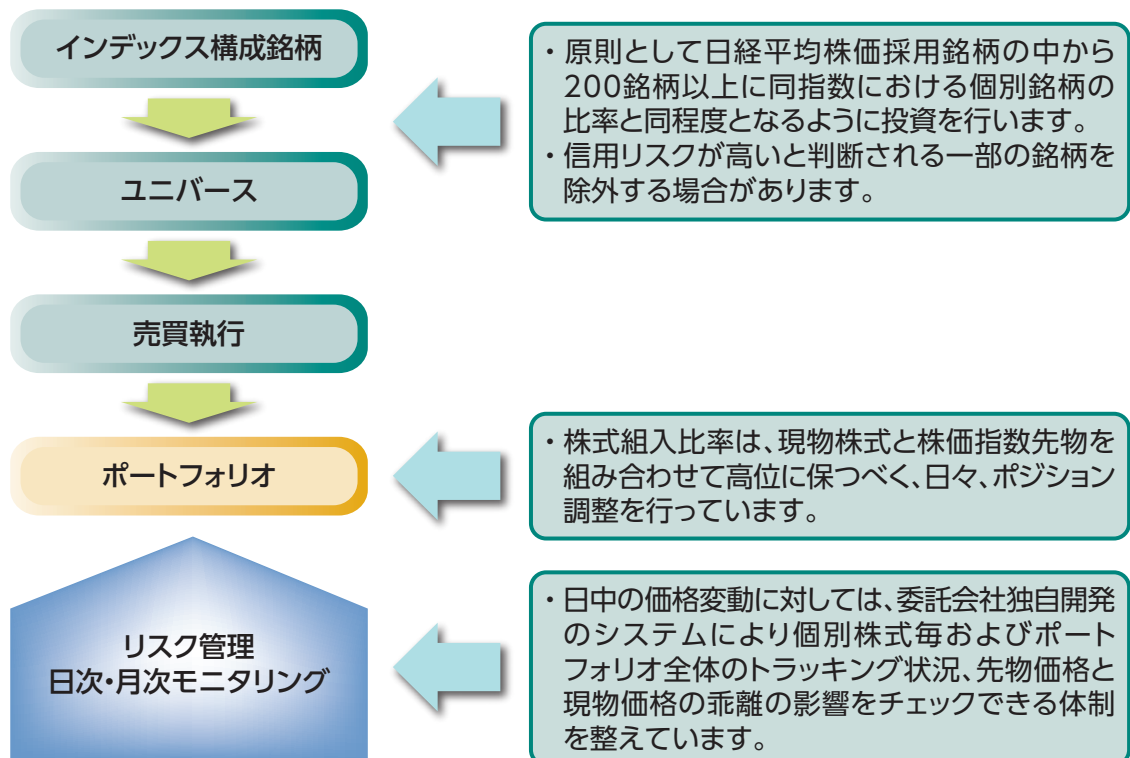 インデックス構成銘柄
・原則として日経平均株価採用銘柄の中から
200銘柄以上に同指数における個別銘柄の
比率と同程度となるように投資を行います。
・信用リスクが高いと判断される一部の銘柄を
除外する場合があります。
ユニバース
売買執行
ポートフォリオ
・株式組入比率は、現物株式と株価指数先物を
組み合わせて高位に保つべく、日々、ポジション
調整を行っています。
リスク管理
日次・月次モニタリング
・日中の価格変動に対しては、委託会社独自開発
のシステムにより個別株式毎およびポート
フォリオ全体のトラッキング状況、先物価格と
現物価格の乖離の影響をチェックできる体制
を整えています。